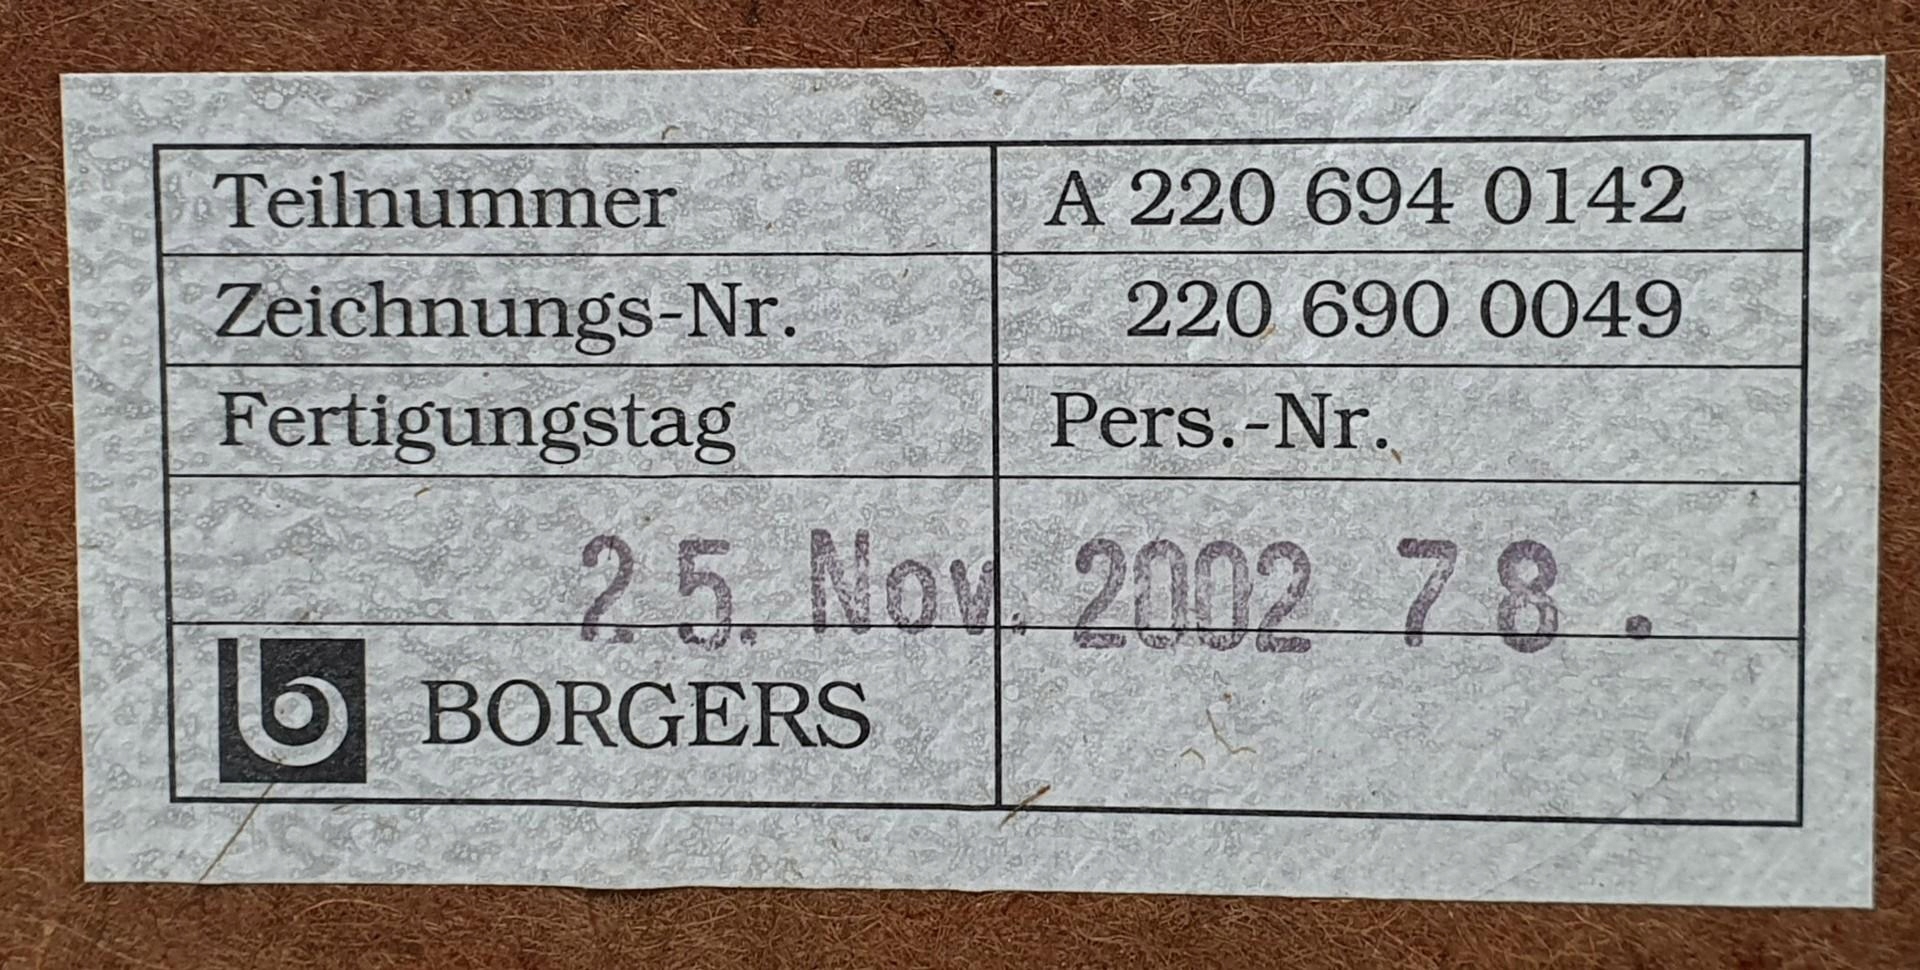 Teilnummer A 220 694 0142
Zeichnungs-Nr. 220 690 0049
Fertigungstag Pers.-Nr.
25. Nov. 2002 78.
b BORGERS